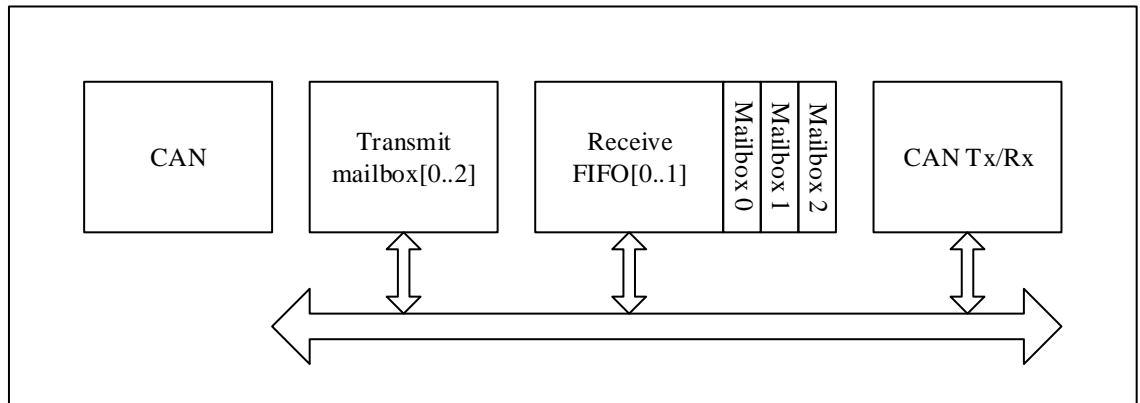 CAN
Transmit
mailbox[0..2]
Receive
FIFO[0..1]
Mailbox 0
Mailbox 1
Mailbox 2
CAN Tx/Rx